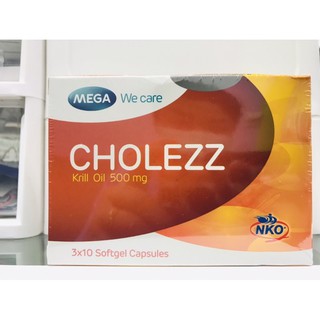 MEGA We care
CHOLEZZ
Krill Oil 500 mg
NKO
3x10 Softgel Capsules